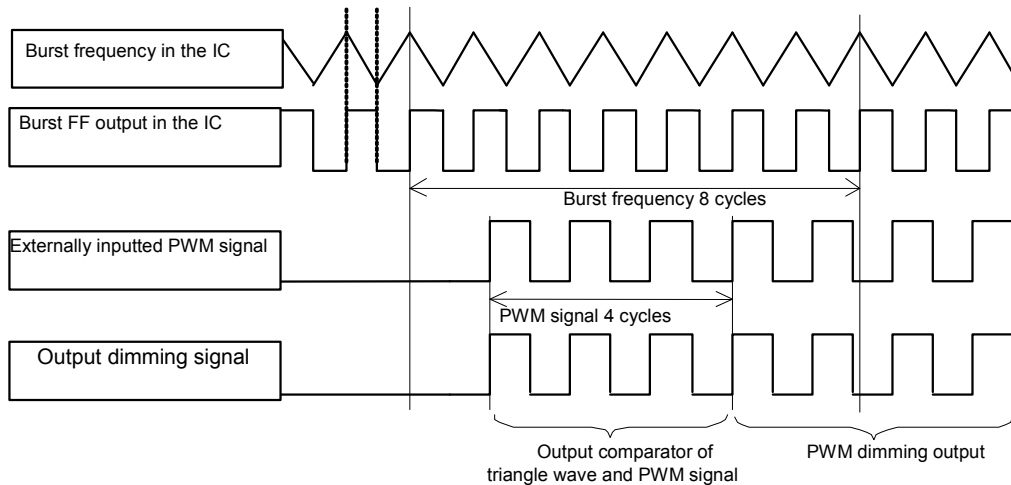 Burst frequency in the IC
Burst FF output in the IC
Burst frequency 8 cycles
Externally inputted PWM signal
PWM signal 4 cycles
Output dimming signal
Output comparator of
triangle wave and PWM signal
PWM dimming output